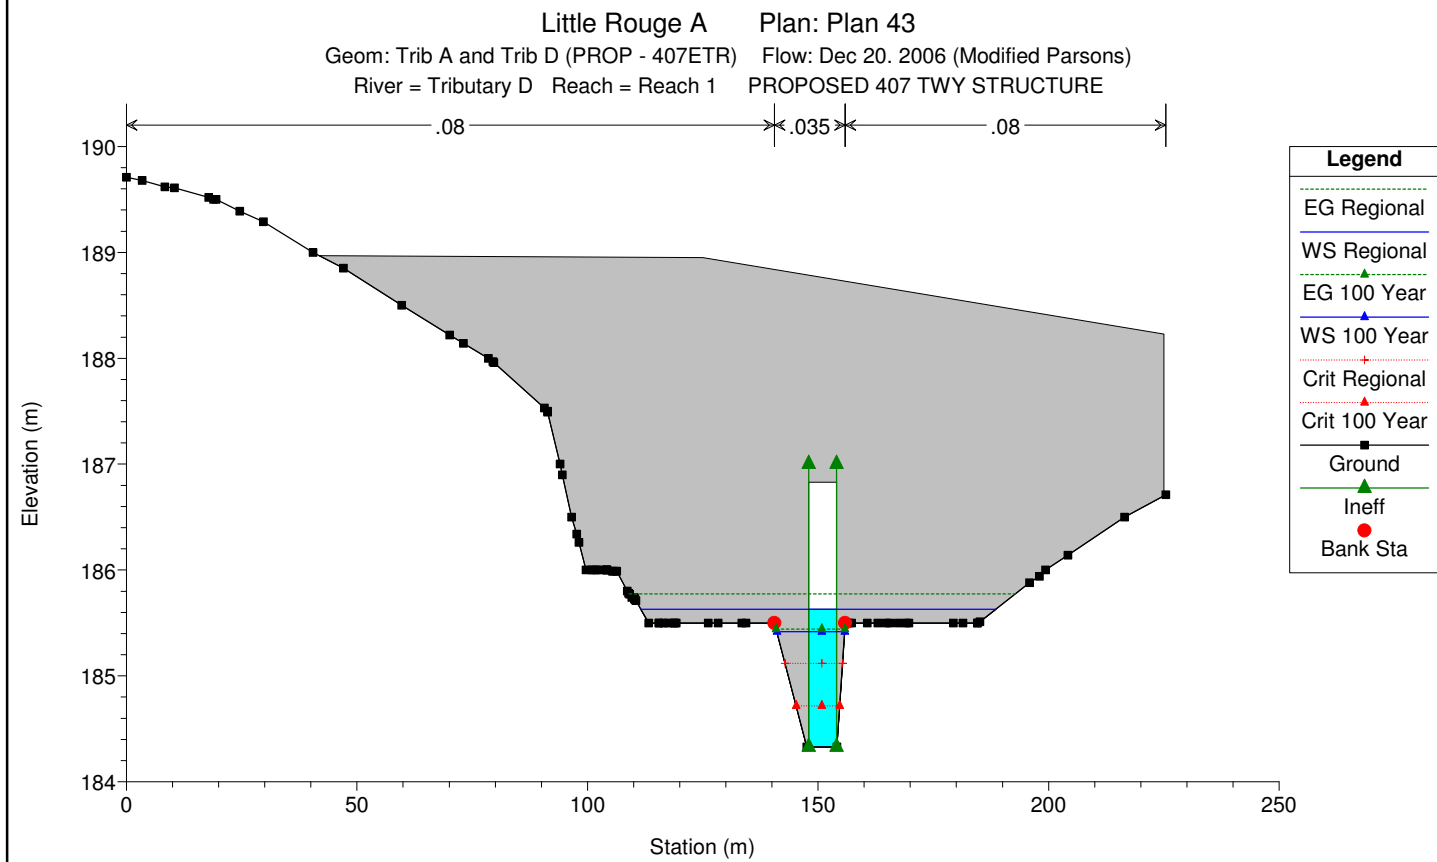 Little Rouge A Plan: Plan 43
Geom: Trib A and Trib D (PROP - 407ETR) Flow: Dec 20. 2006 (Modified Parsons)
River = Tributary D Reach = Reach 1 PROPOSED 407 TWY STRUCTURE
.08 .035 .08
190
189
188
187
186
185
184
Elevation (m)
0 50 100 150 200 250
Station (m)
Legend
EG Regional
WS Regional
EG 100 Year
WS 100 Year
Crit Regional
Crit 100 Year
Ground
Ineff
Bank Sta